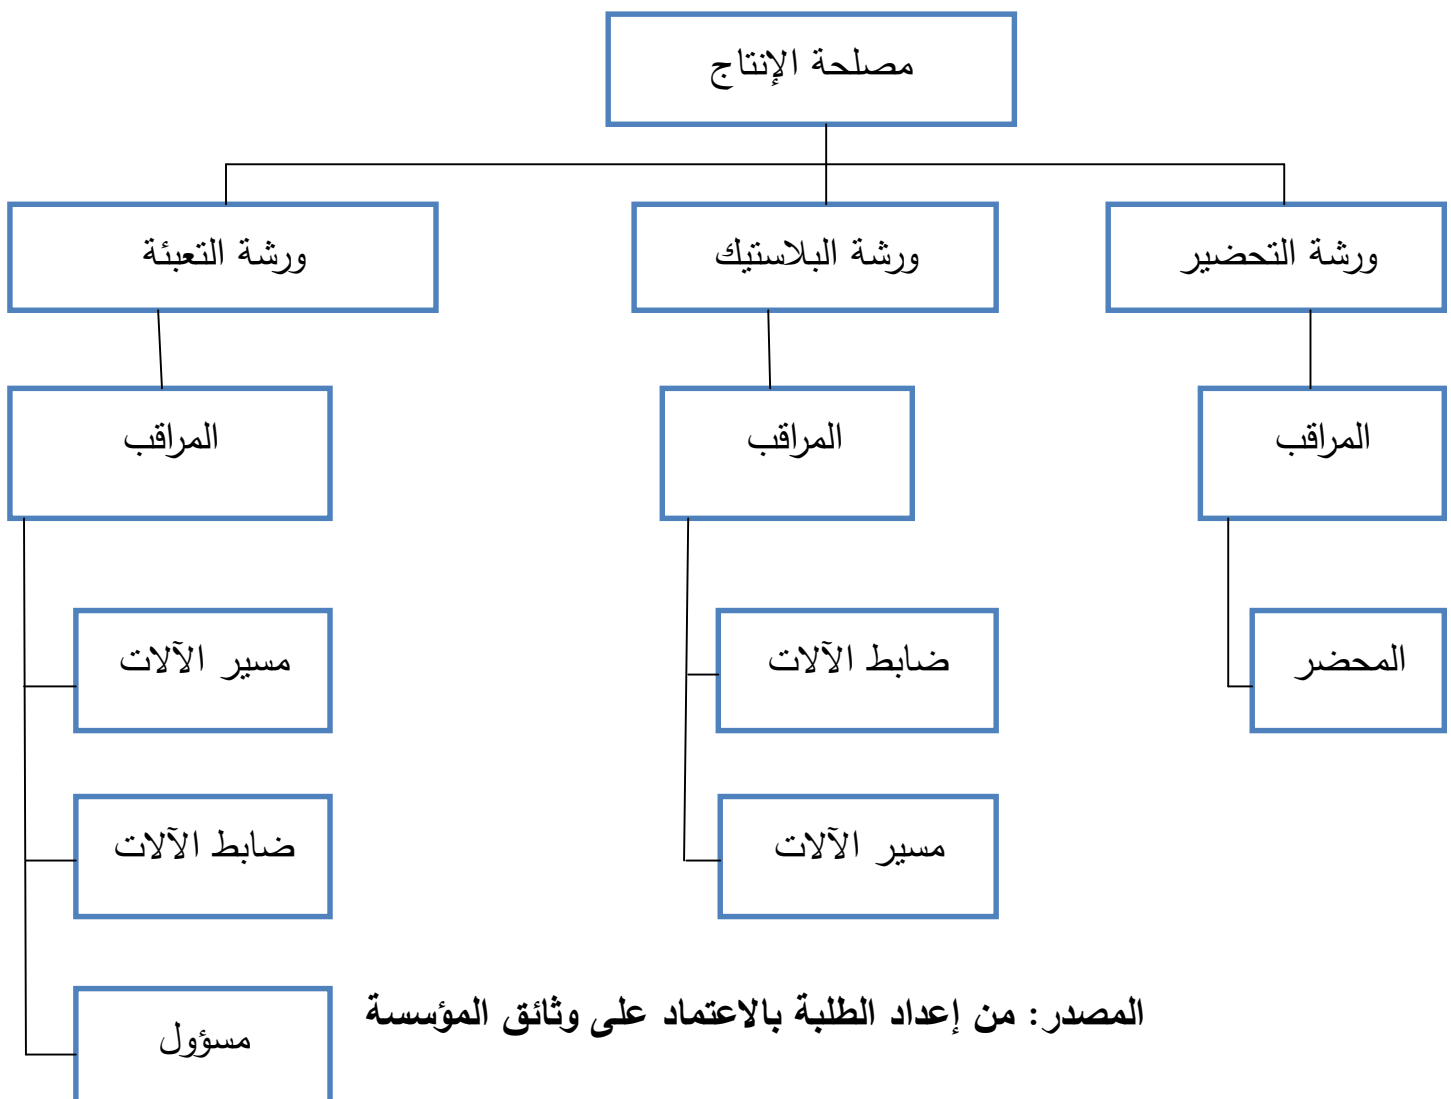 مصلحة الإنتاج
ورشة التحضير
ورشة البلاستيك
ورشة التعبئة
المراقب
المراقب
المراقب
المحضر
ضابط الآلات
مسير الآلات
مسير الآلات
ضابط الآلات
مسؤول
المصدر: من إعداد الطلبة بالاعتماد على وثائق المؤسسة